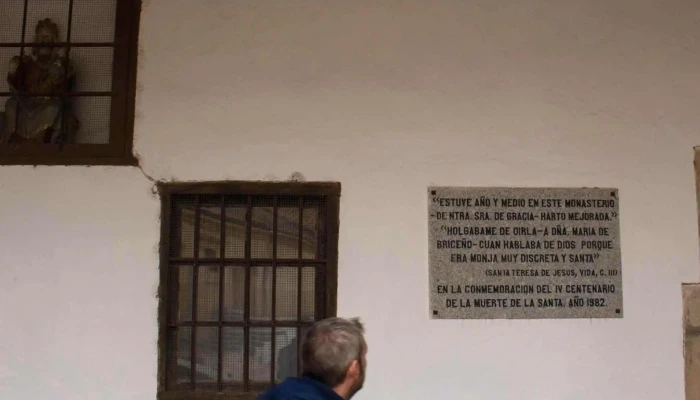 “ESTUVE AÑO Y MEDIO EN ESTE MONASTERIO
-DE NTRA. SRA. DE GRACIA- HARTO MEJORADA.”
“HOLGABAME DE OIRLA-A DÑA. MARIA DE
BRICEÑO- CUAN HABLABA DE DIOS PORQUE
ERA MONJA MUY DISCRETA Y SANTA”
(SANTA TERESA DE JESUS, VIDA, C. III)
EN LA CONMEMORACION DEL IV CENTENARIO
DE LA MUERTE DE LA SANTA. AÑO 1982.